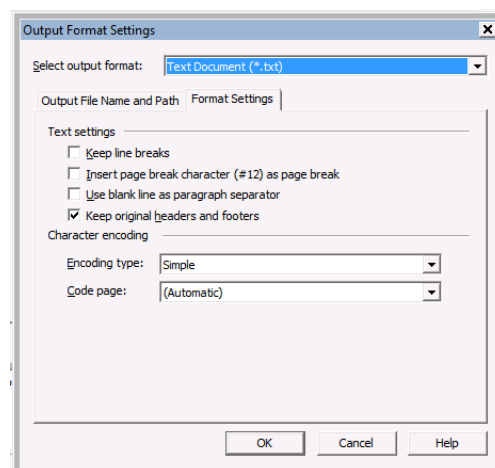 Output Format Settings
Select output format: Text Document (*.txt)
Output File Name and Path Format Settings
Text settings
Keep line breaks
Insert page break character (#12) as page break
Use blank line as paragraph separator
Keep original headers and footers
Character encoding
Encoding type: Simple
Code page: (Automatic)
OK Cancel Help